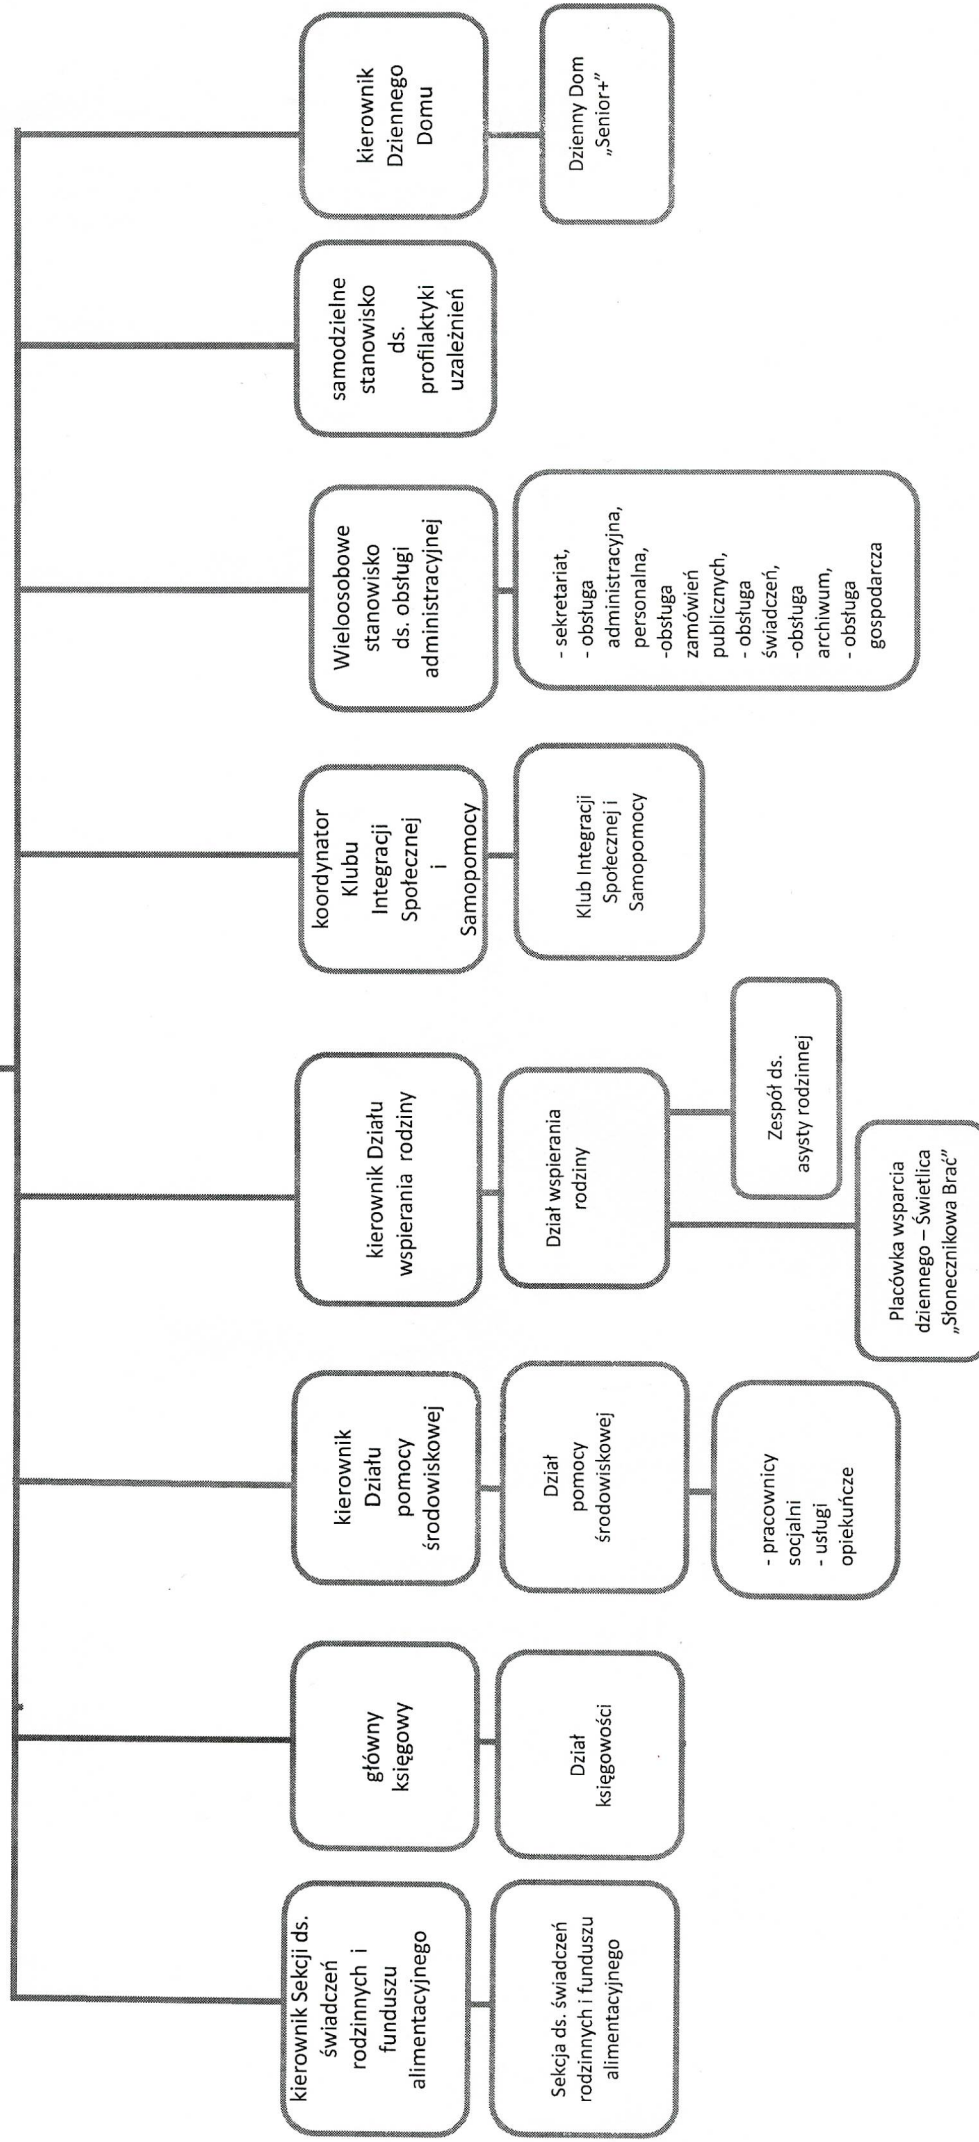 kierownik Sekcji ds.
świadczeń
rodzinnych i
funduszu
alimentacyjnego
Sekcja ds. świadczeń
rodzinnych i funduszu
alimentacyjnego
główny
księgowy
Dział
księgowości
kierownik
Działu
pomocy
środowiskowej
Dział
pomocy
środowiskowej
- pracownicy
socjalni
- usługi
opiekuńcze
kierownik Działu
wspierania rodziny
Dział wspierania
rodziny
Placówka wsparcia
dziennego – Świetlica
„Słonecznikowa Brać”
Zespół ds.
asysty rodzinnej
koordynator
Klubu
Integracji
Społecznej
i
Samopomocy
Klub Integracji
Społecznej i
Samopomocy
Wieloosobowe
stanowisko
ds. obsługi
administracyjnej
- sekretariat,
- obsługa
administracyjna,
personalna,
-obsługa
zamówień
publicznych,
- obsługa
świadczeń,
-obsługa
archiwum,
- obsługa
gospodarcza
samodzielne
stanowisko
ds.
profilaktyki
uzależnień
kierownik
Dziennego
Domu
Dzienny Dom
„Senior+”